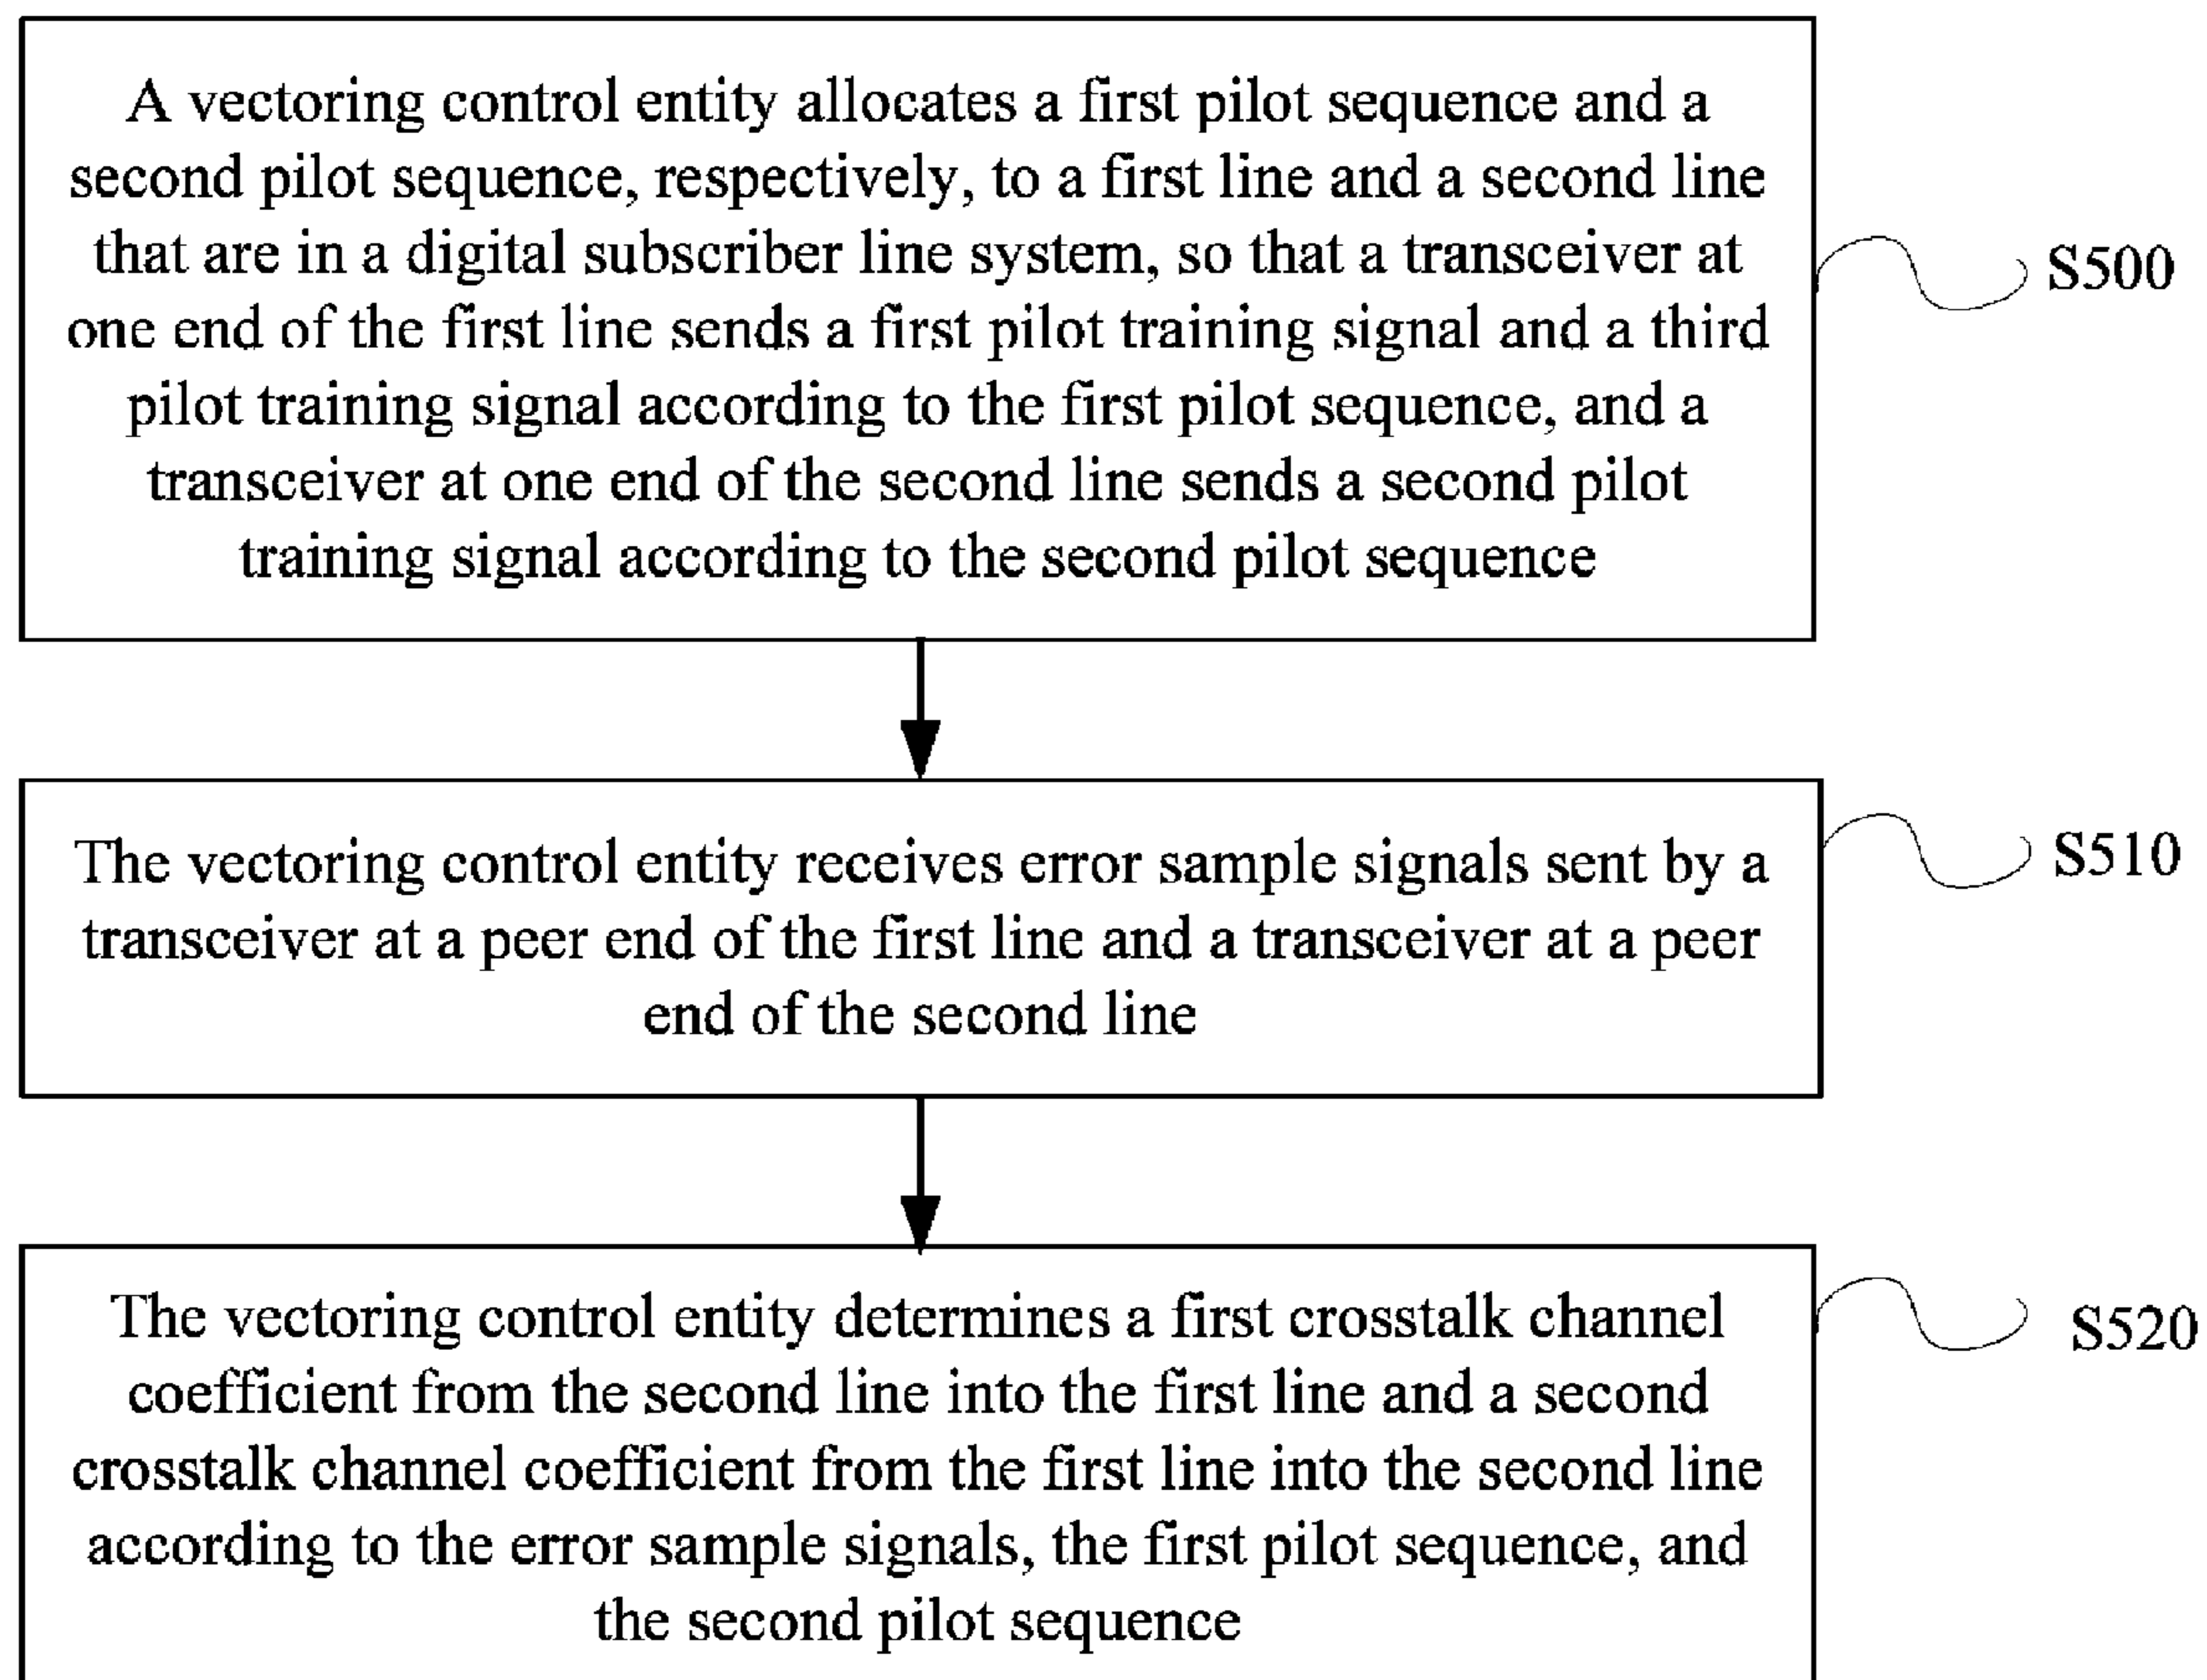 A vectoring control entity allocates a first pilot sequence and a
second pilot sequence, respectively, to a first line and a second line
that are in a digital subscriber line system, so that a transceiver at
one end of the first line sends a first pilot training signal and a third
pilot training signal according to the first pilot sequence, and a
transceiver at one end of the second line sends a second pilot
training signal according to the second pilot sequence
S500
The vectoring control entity receives error sample signals sent by a
transceiver at a peer end of the first line and a transceiver at a peer
end of the second line
S510
The vectoring control entity determines a first crosstalk channel
coefficient from the second line into the first line and a second
crosstalk channel coefficient from the first line into the second line
according to the error sample signals, the first pilot sequence, and
the second pilot sequence
S520